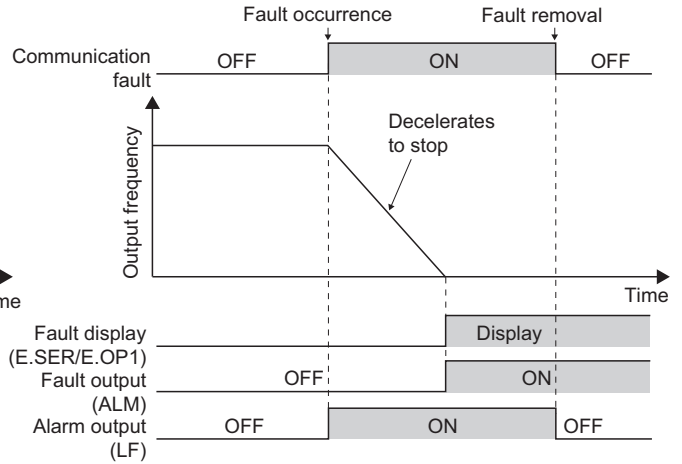 Fault occurrence
Fault removal
Communication
fault
OFF
ON
OFF
Output frequency
Decelerates
to stop
me
Time
Fault display
(E.SER/E.OP1)
Display
Fault output
(ALM)
OFF
ON
Alarm output
(LF)
OFF
ON
OFF